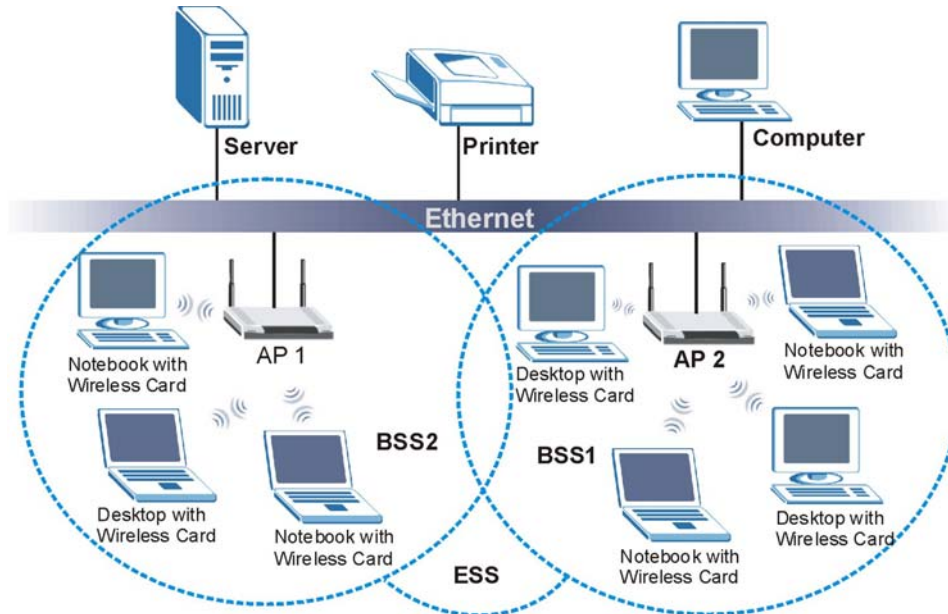 Server
Printer
Computer
Ethernet
Notebook with
Wireless Card
AP 1
Desktop with
Wireless Card
AP 2
Notebook with
Wireless Card
BSS2
BSS1
Desktop with
Wireless Card
Notebook with
Wireless Card
Notebook with
Wireless Card
Desktop with
Wireless Card
ESS